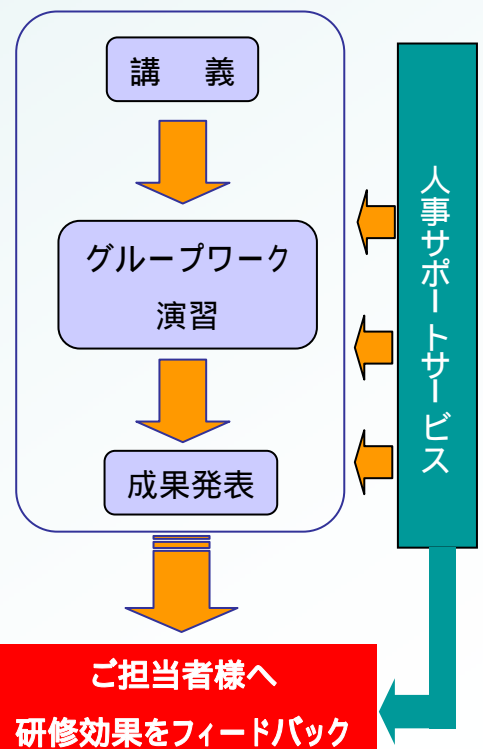 講　義
グループワーク
演習
成果発表
人事サポートサービス
ご担当者様へ
研修効果をフィードバック